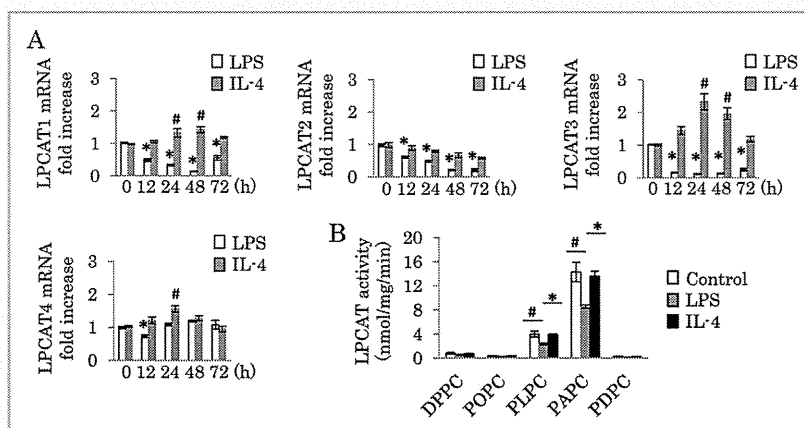 A
LPCAT1 mRNA
fold increase
LPS
IL-4
3
2
1
0
*
*
#
*
#
*
0 12 24 48 72 (h)
LPCAT2 mRNA
fold increase
LPS
IL-4
3
2
1
0
*
*
*
*
0 12 24 48 72 (h)
LPCAT3 mRNA
fold increase
LPS
IL-4
3
2
1
0
*
*
#
*
#
*
0 12 24 48 72 (h)
LPCAT4 mRNA
fold increase
LPS
IL-4
3
2
1
0
*
#
0 12 24 48 72 (h)
B
LPCAT activity
(nmol/mg/min)
20
16
12
8
4
0
#
*
#
*
Control
LPS
IL-4
DPPC
POPC
PLPC
PAPC
PDPC